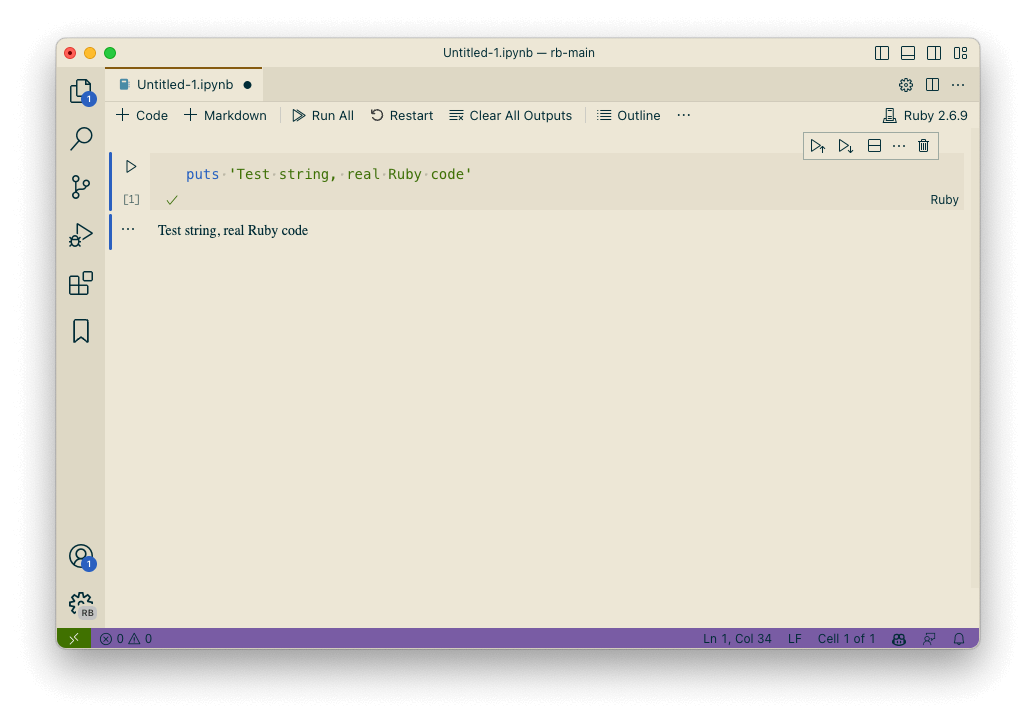 Untitled-1.ipynb — rb-main
1
Untitled-1.ipynb
Code Markdown Run All Restart Clear All Outputs Outline ... Ruby 2.6.9
puts·'Test·string,·real·Ruby·code'
[1]
Ruby
Test string, real Ruby code
1
RB
0 0 Ln 1, Col 34 LF Cell 1 of 1